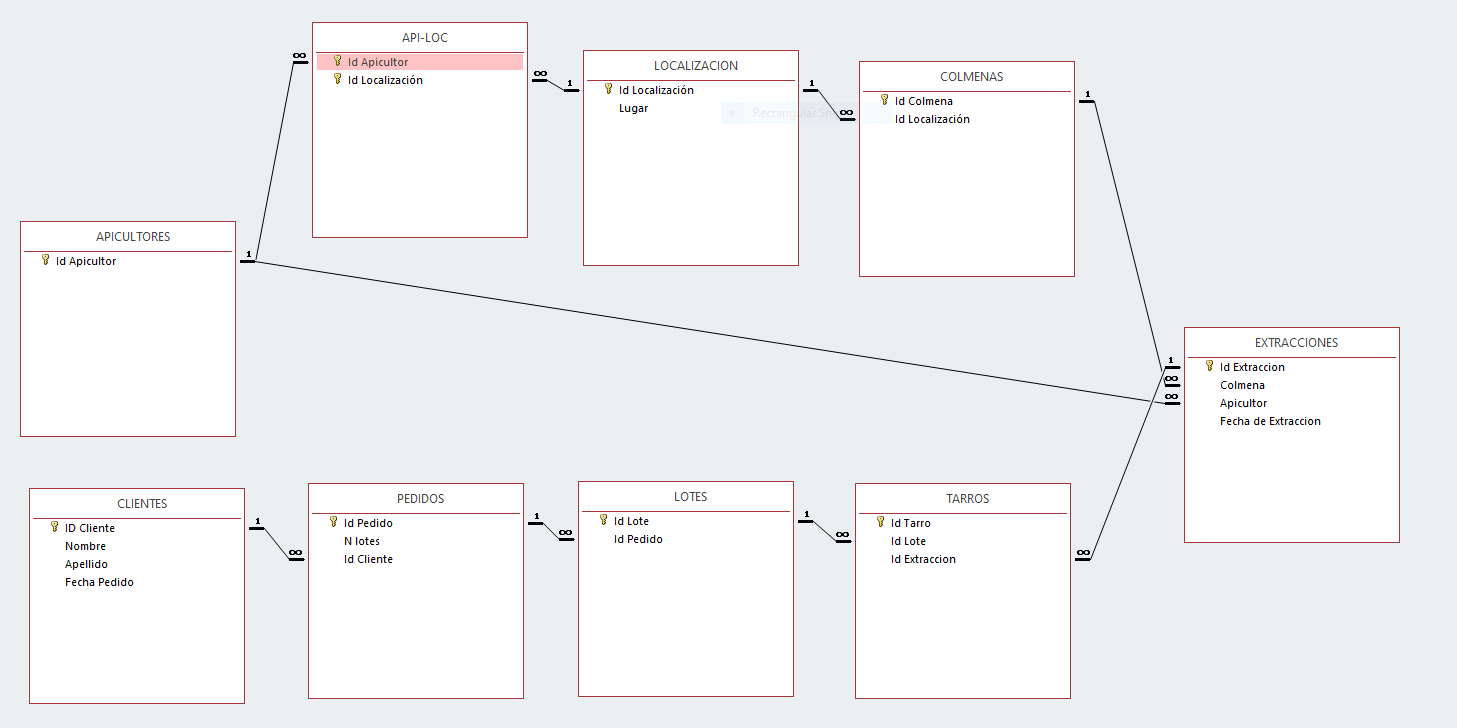 API-LOC
Id Apicultor
Id Localización
LOCALIZACION
Id Localización
Lugar
COLMENAS
Id Colmena
Id Localización
APICULTORES
Id Apicultor
EXTRACCIONES
Id Extraccion
Colmena
Apicultor
Fecha de Extraccion
CLIENTES
ID Cliente
Nombre
Apellido
Fecha Pedido
PEDIDOS
Id Pedido
N lotes
Id Cliente
LOTES
Id Lote
Id Pedido
TARROS
Id Tarro
Id Lote
Id Extraccion
∞
1
∞
1
1
∞
1
1
∞
∞
1
∞
1
∞
1
∞
∞
1
Rectangular